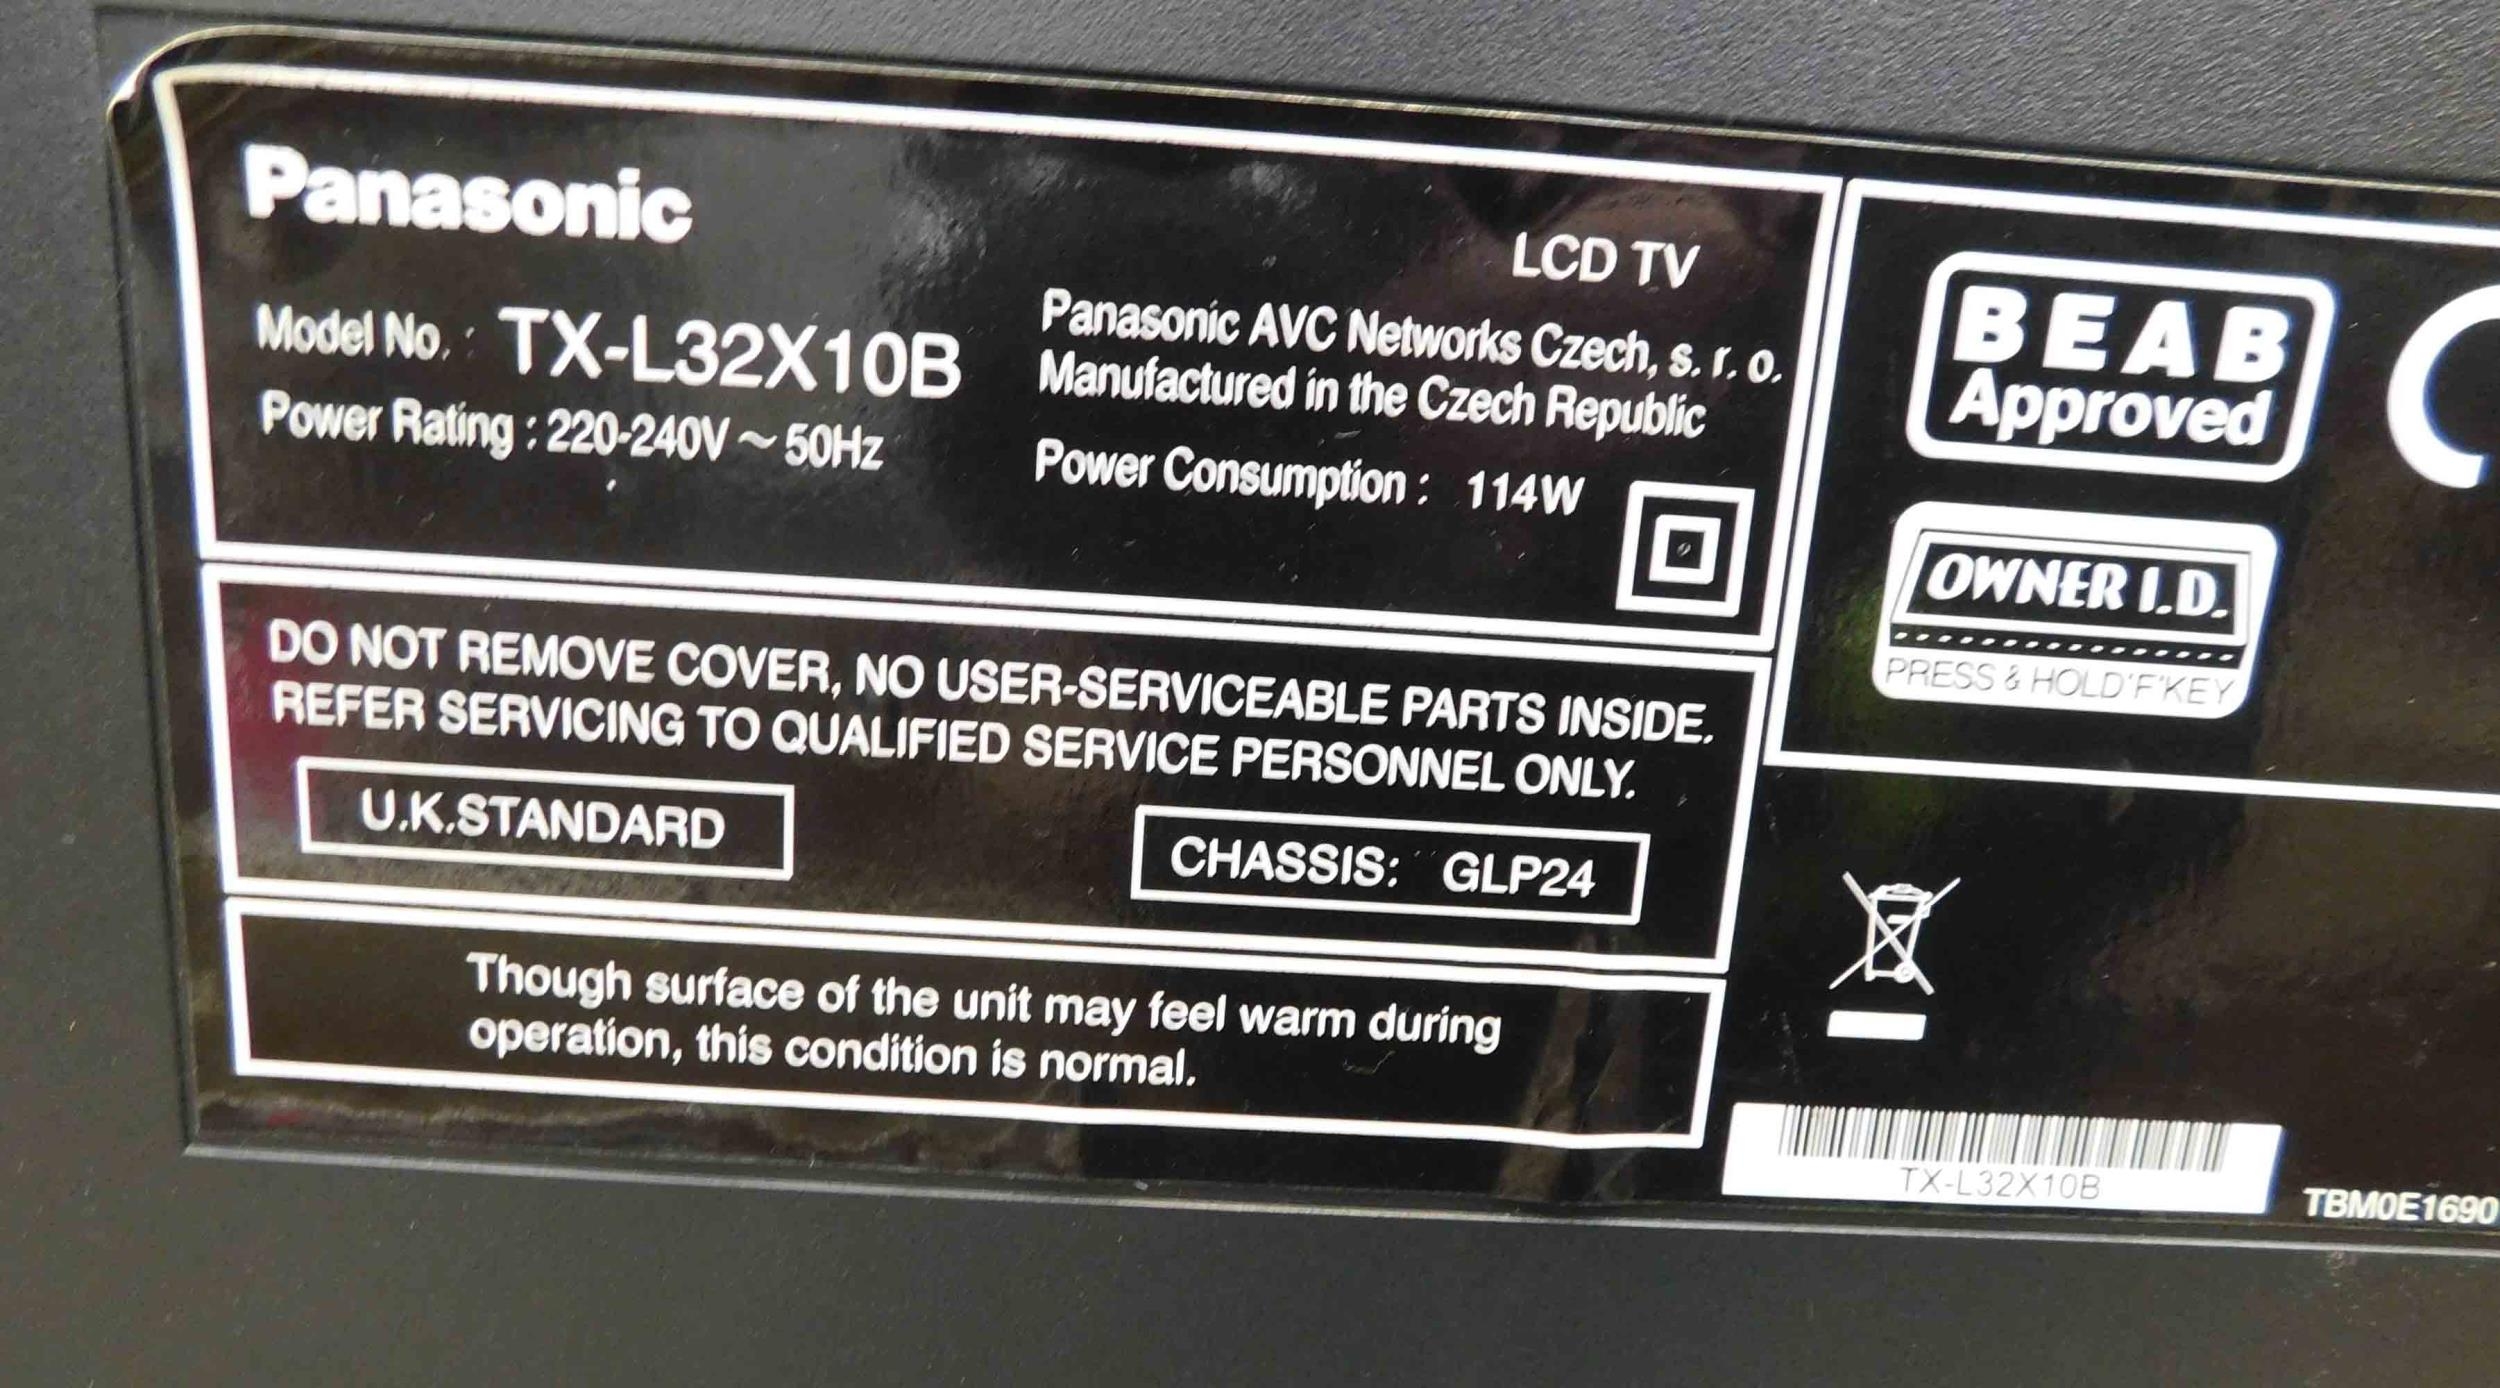 Panasonic
LCD TV
Model No. : TX-L32X10B
Power Rating : 220-240V ~ 50Hz
Panasonic AVC Networks Czech, s. r. o.
Manufactured in the Czech Republic
Power Consumption : 114W
DO NOT REMOVE COVER, NO USER-SERVICEABLE PARTS INSIDE.
REFER SERVICING TO QUALIFIED SERVICE PERSONNEL ONLY.
U.K.STANDARD
CHASSIS: GLP24
Though surface of the unit may feel warm during
operation, this condition is normal.
BEAB
Approved
OWNER I.D.
PRESS & HOLD'F'KEY
TX-L32X10B
TBM0E1690